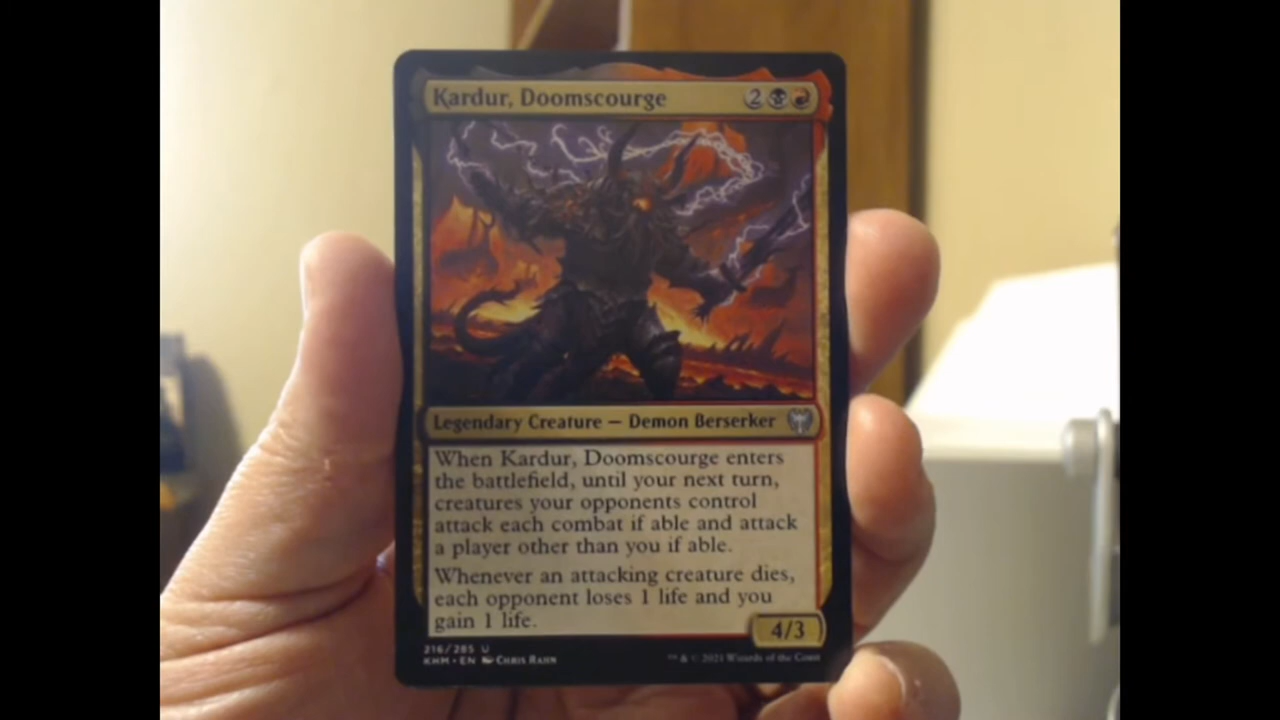 Kardur, Doomscourge 2
Legendary Creature — Demon Berserker
When Kardur, Doomscourge enters
the battlefield, until your next turn,
creatures your opponents control
attack each combat if able and attack
a player other than you if able.
Whenever an attacking creature dies,
each opponent loses 1 life and you
gain 1 life.
4/3
216/285 U
KHM • EN Chris Rahn
™ & © 2021 Wizards of the Coast